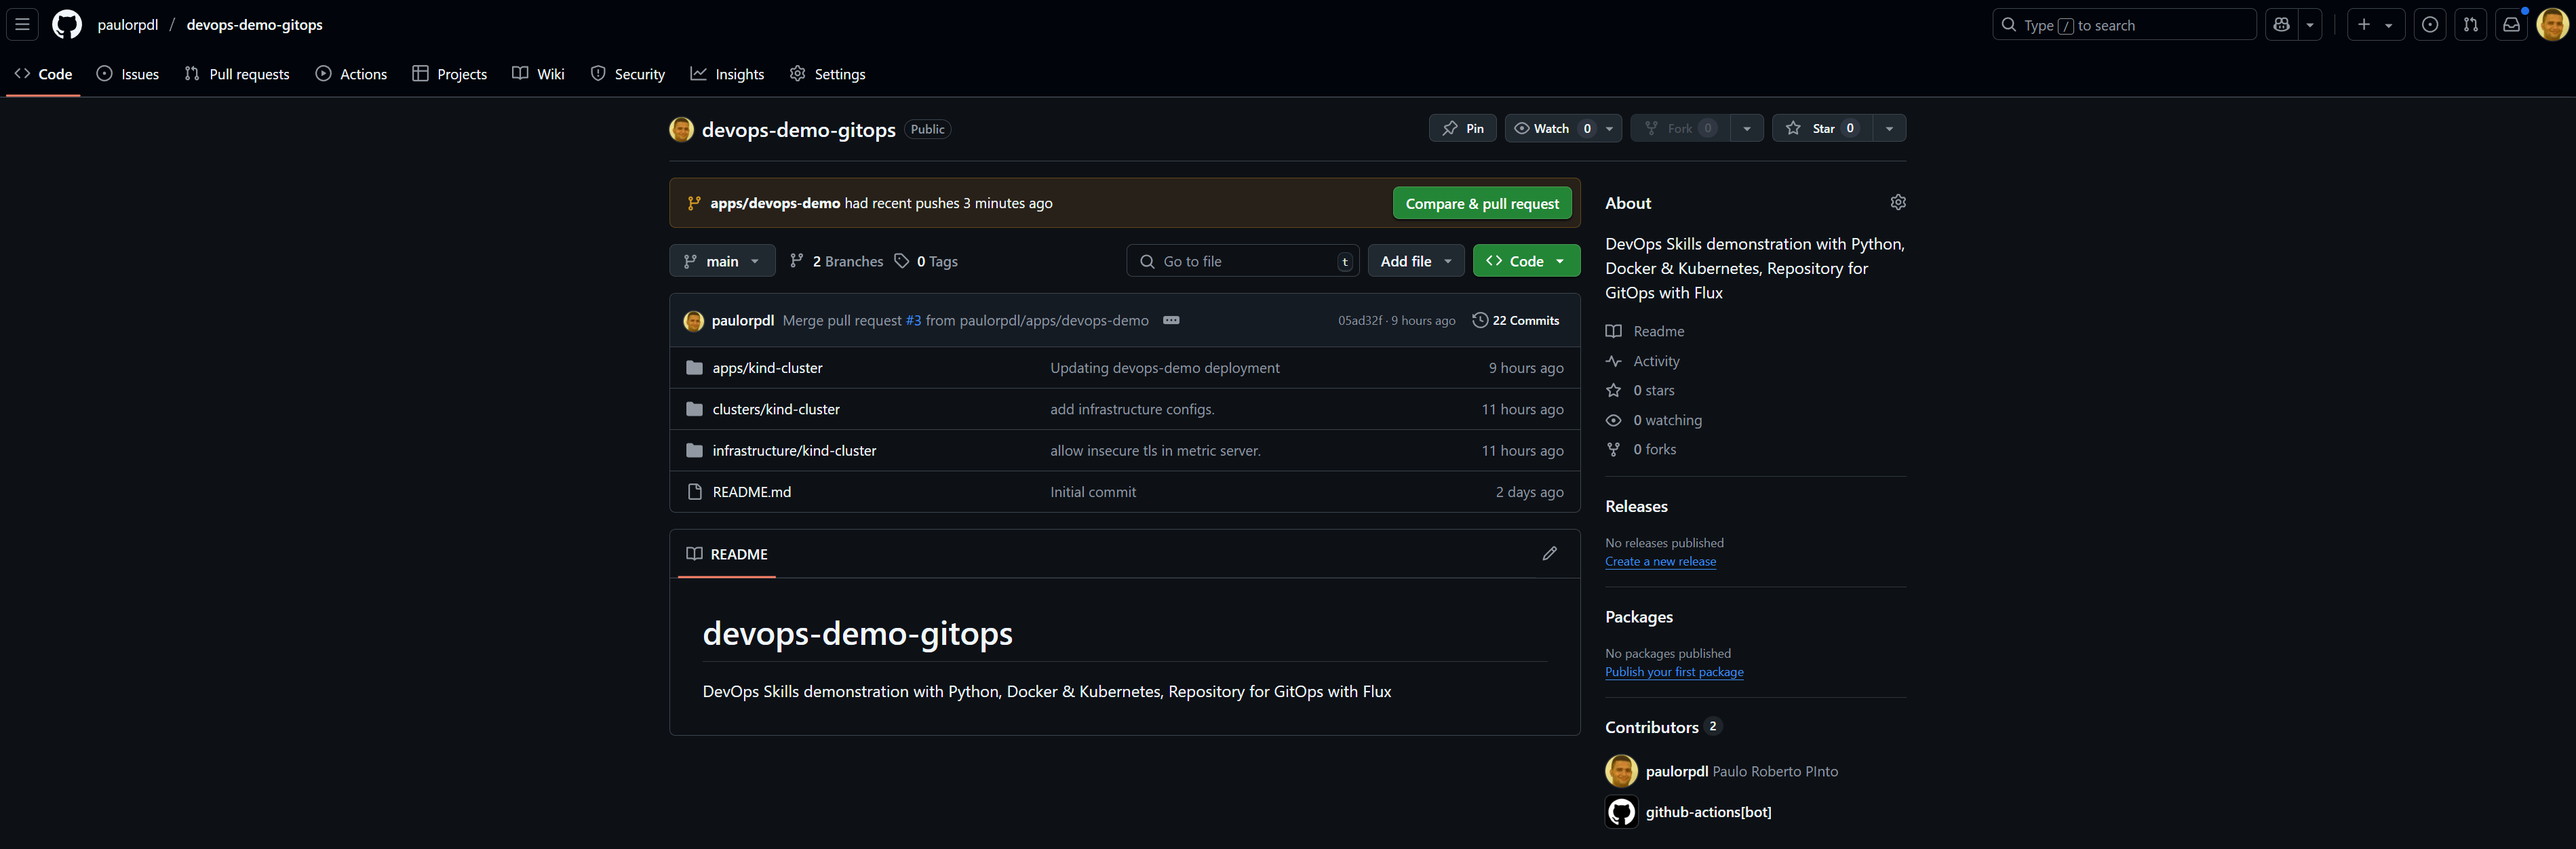 paulorpdl / devops-demo-gitops
Type / to search
Code Issues Pull requests Actions Projects Wiki Security Insights Settings
devops-demo-gitops Public
Pin Watch 0 Fork 0 Star 0
apps/devops-demo had recent pushes 3 minutes ago
Compare & pull request
main 2 Branches 0 Tags
Go to file t Add file Code
paulorpdl Merge pull request #3 from paulorpdl/apps/devops-demo 05ad32f · 9 hours ago 22 Commits
apps/kind-cluster Updating devops-demo deployment 9 hours ago
clusters/kind-cluster add infrastructure configs. 11 hours ago
infrastructure/kind-cluster allow insecure tls in metric server. 11 hours ago
README.md Initial commit 2 days ago
README
devops-demo-gitops
DevOps Skills demonstration with Python, Docker & Kubernetes, Repository for GitOps with Flux
About
DevOps Skills demonstration with Python,
Docker & Kubernetes, Repository for
GitOps with Flux
Readme
Activity
0 stars
0 watching
0 forks
Releases
No releases published
Create a new release
Packages
No packages published
Publish your first package
Contributors 2
paulorpdl Paulo Roberto PInto
github-actions[bot]